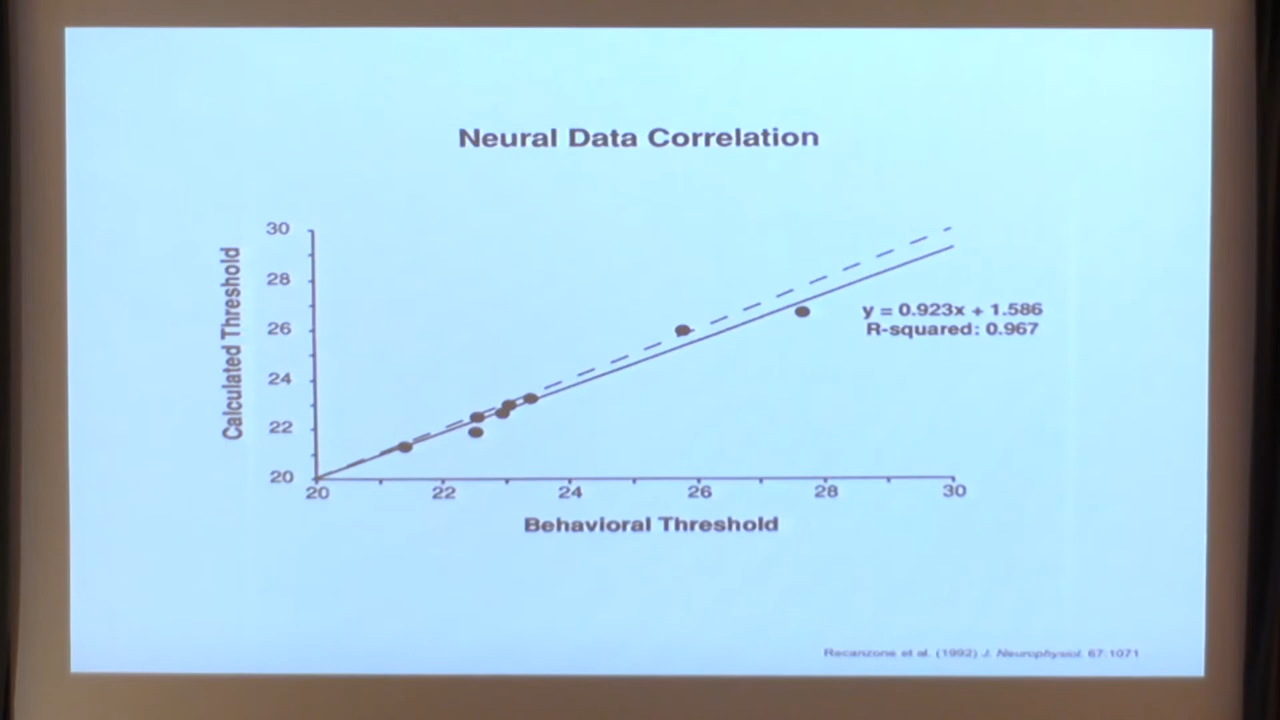 Neural Data Correlation
Calculated Threshold
30
28
26
24
22
20
20 22 24 26 28 30
Behavioral Threshold
y = 0.923x + 1.586
R-squared: 0.967
Recanzone et al. (1992) J. Neurophysiol. 67:1071